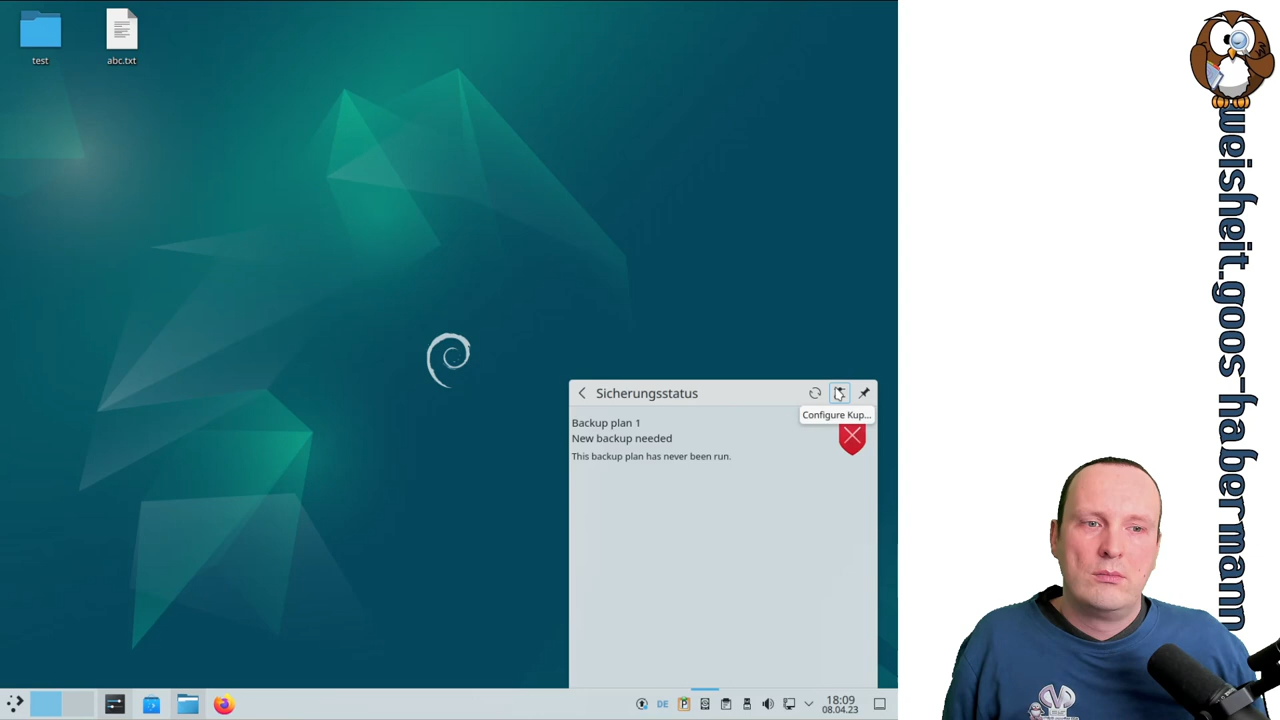 test
abc.txt
Sicherungsstatus
Configure Kup...
Backup plan 1
New backup needed
This backup plan has never been run.
DE
18:09
08.04.23
weisheit.goos-habermann